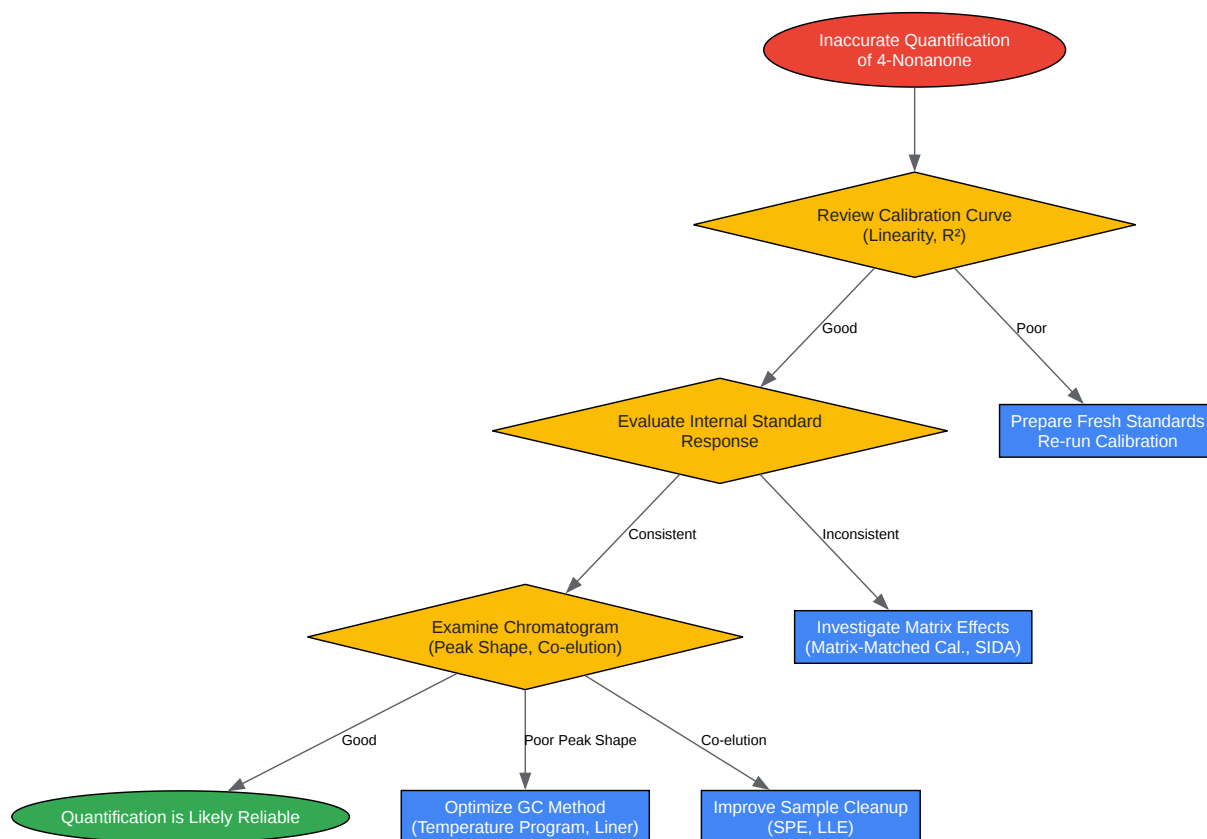 Inaccurate Quantification
of 4-Nonanone
Review Calibration Curve
(Linearity, R²)
Good
Poor
Evaluate Internal Standard
Response
Prepare Fresh Standards
Re-run Calibration
Consistent
Inconsistent
Examine Chromatogram
(Peak Shape, Co-elution)
Investigate Matrix Effects
(Matrix-Matched Cal., SIDA)
Good
Poor Peak Shape
Co-elution
Quantification is Likely Reliable
Optimize GC Method
(Temperature Program, Liner)
Improve Sample Cleanup
(SPE, LLE)